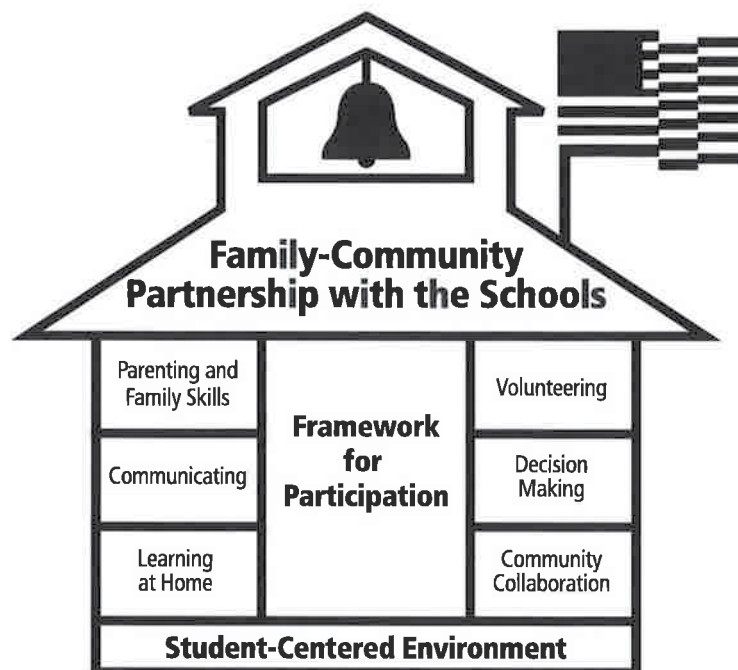 Family-Community
Partnership with the Schools
Parenting and
Family Skills
Communicating
Learning
at Home
Framework
for
Participation
Volunteering
Decision
Making
Community
Collaboration
Student-Centered Environment